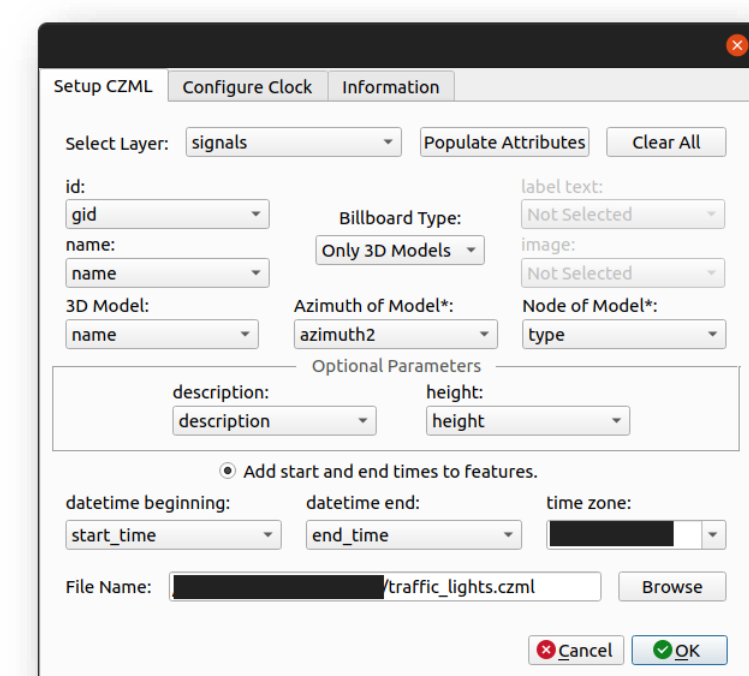 Setup CZML Configure Clock Information
Select Layer: signals Populate Attributes Clear All
id: label text:
gid Billboard Type: Not Selected
name: Only 3D Models image:
name Not Selected
3D Model: Azimuth of Model*: Node of Model*:
name azimuth2 type
Optional Parameters
description: height:
description height
Add start and end times to features.
datetime beginning: datetime end: time zone:
start_time end_time
File Name: /traffic_lights.czml Browse
Cancel OK